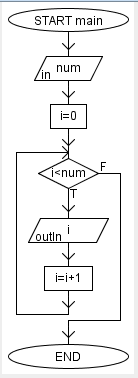 START main
num
in
i=0
i<num
F
T
i
outln
i=i+1
END